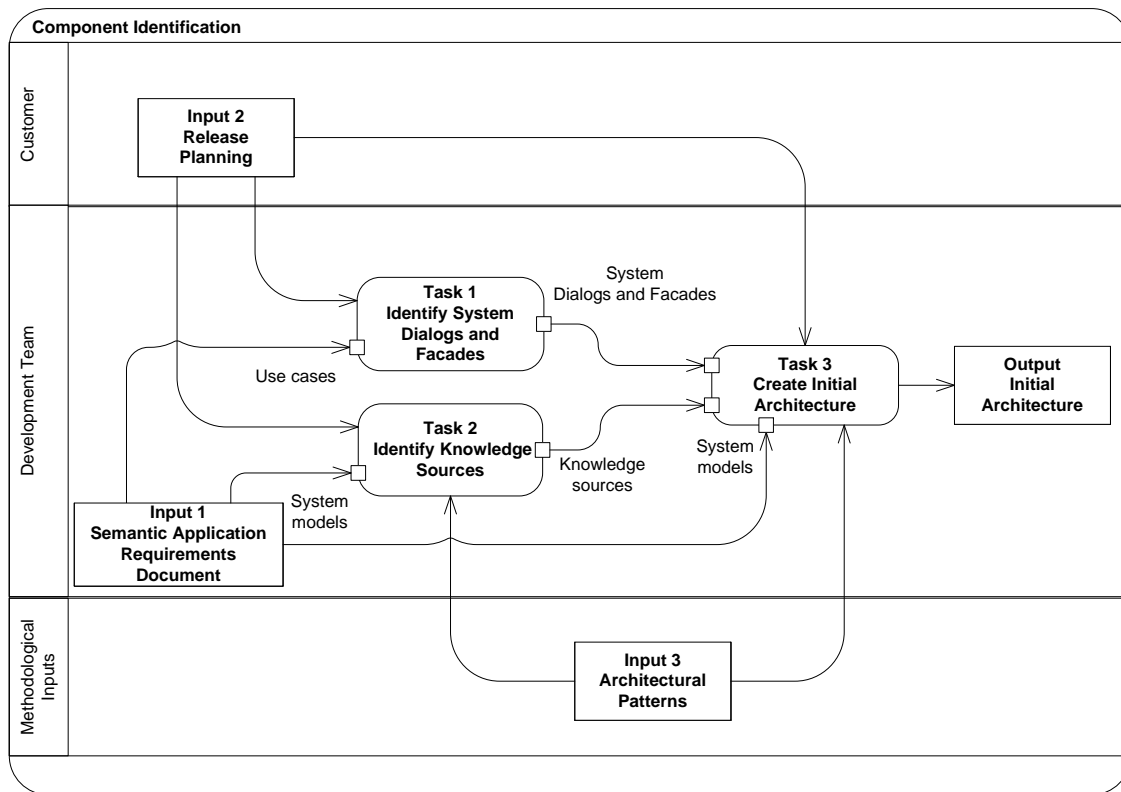 Component Identification
Customer
Input 2
Release
Planning
Development Team
Task 1
Identify System
Dialogs and
Facades
System
Dialogs and Facades
Use cases
Task 2
Identify Knowledge
Sources
Knowledge
sources
Task 3
Create Initial
Architecture
System
models
Output
Initial
Architecture
Input 1
Semantic Application
Requirements
Document
System
models
Methodological
Inputs
Input 3
Architectural
Patterns